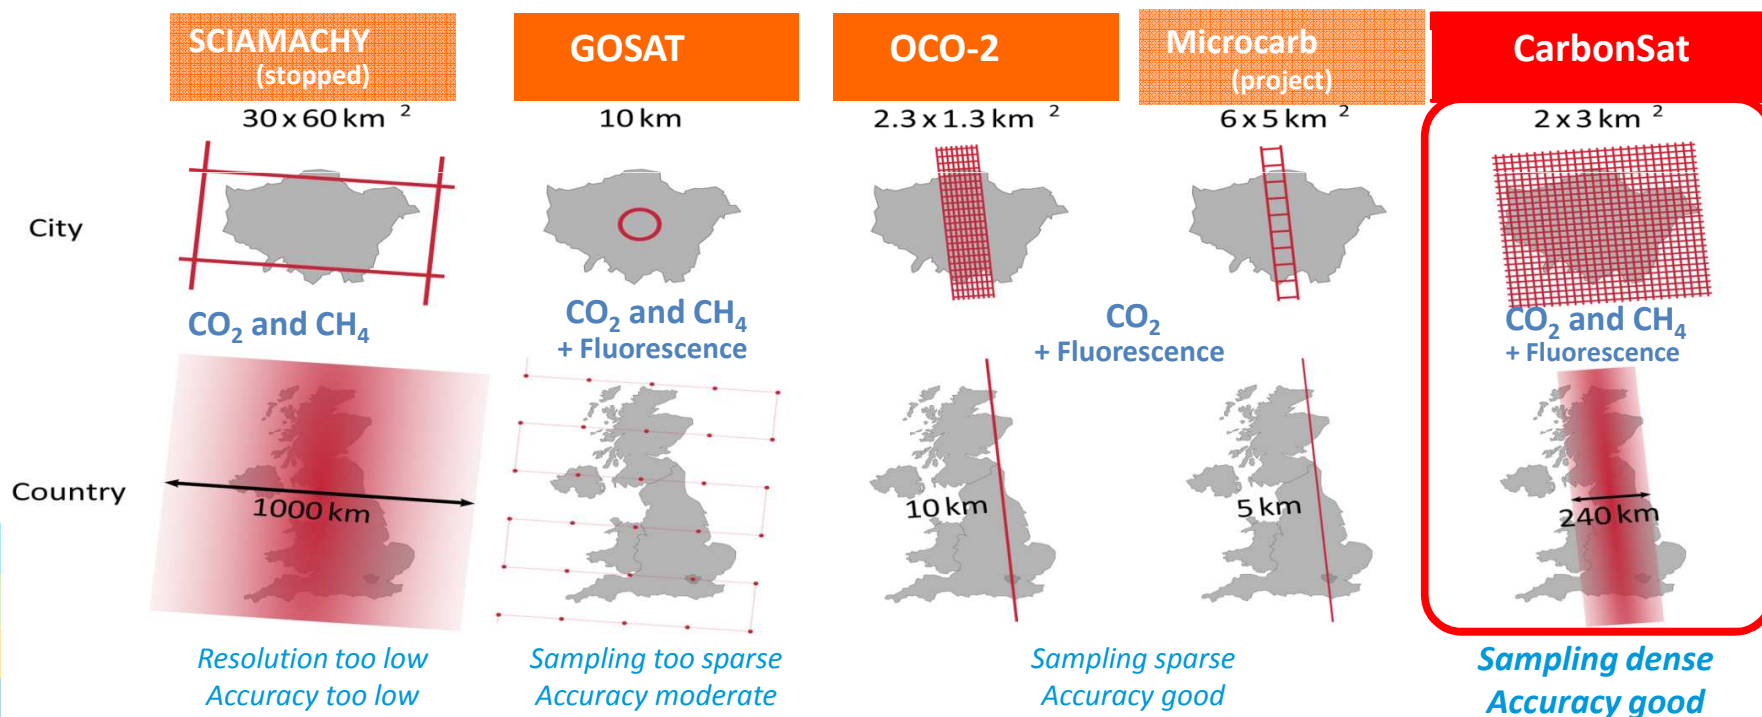 SCIAMACHY
(stopped)
GOSAT
OCO-2
Microcarb
(project)
CarbonSat
30 x 60 km ²
10 km
2.3 x 1.3 km ²
6 x 5 km ²
2 x 3 km ²
City
CO₂ and CH₄
CO₂ and CH₄
+ Fluorescence
CO₂
+ Fluorescence
CO₂ and CH₄
+ Fluorescence
Country
1000 km
10 km
5 km
240 km
Resolution too low
Accuracy too low
Sampling too sparse
Accuracy moderate
Sampling sparse
Accuracy good
Sampling dense
Accuracy good